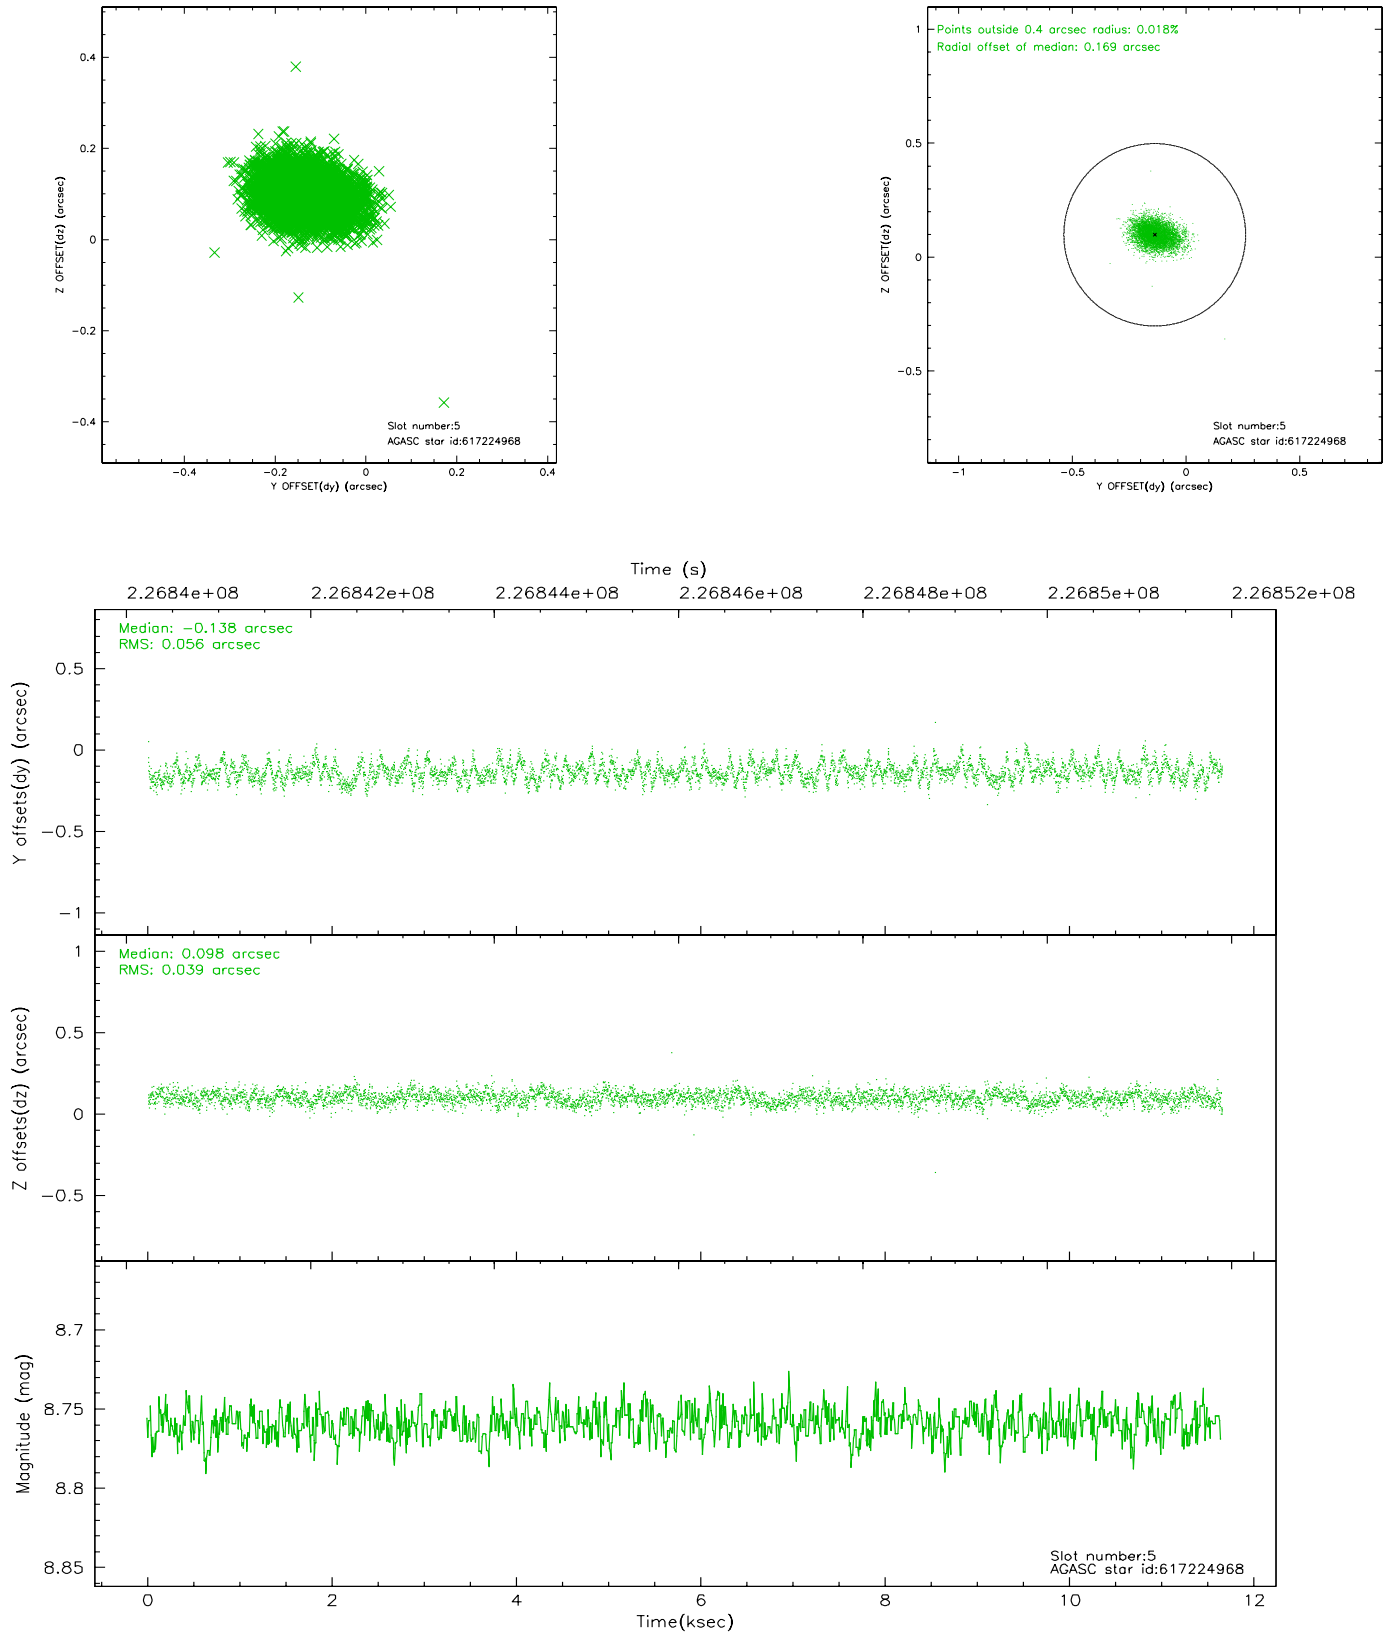 0.4
0.2
0
−0.2
−0.4
Z OFFSET(dz) (arcsec)
Slot number:5
AGASC star id:617224968
−0.4 −0.2 0 0.2 0.4
Y OFFSET(dy) (arcsec)
Points outside 0.4 arcsec radius: 0.018%
Radial offset of median: 0.169 arcsec
1
0.5
0
−0.5
Z OFFSET(dz) (arcsec)
Slot number:5
AGASC star id:617224968
−1 −0.5 0 0.5
Y OFFSET(dy) (arcsec)
Time (s)
2.2684e+08 2.26842e+08 2.26844e+08 2.26846e+08 2.26848e+08 2.2685e+08 2.26852e+08
Median: −0.138 arcsec
RMS: 0.056 arcsec
0.5
0
−0.5
−1
Y offsets(dy) (arcsec)
Median: 0.098 arcsec
RMS: 0.039 arcsec
1
0.5
0
−0.5
Z offsets(dz) (arcsec)
8.7
8.75
8.8
8.85
Magnitude (mag)
Slot number:5
AGASC star id:617224968
0 2 4 6 8 10 12
Time(ksec)